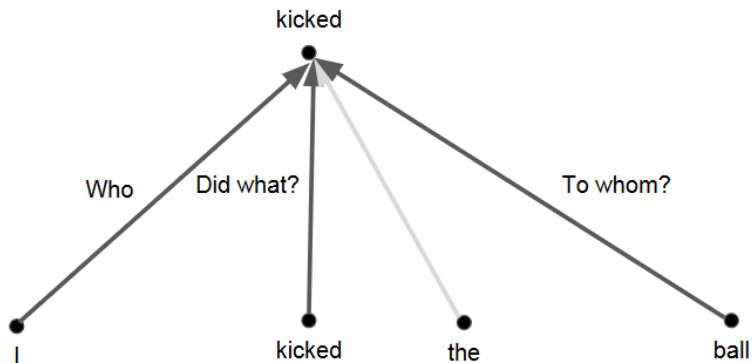 kicked
Who
Did what?
To whom?
I
kicked
the
ball